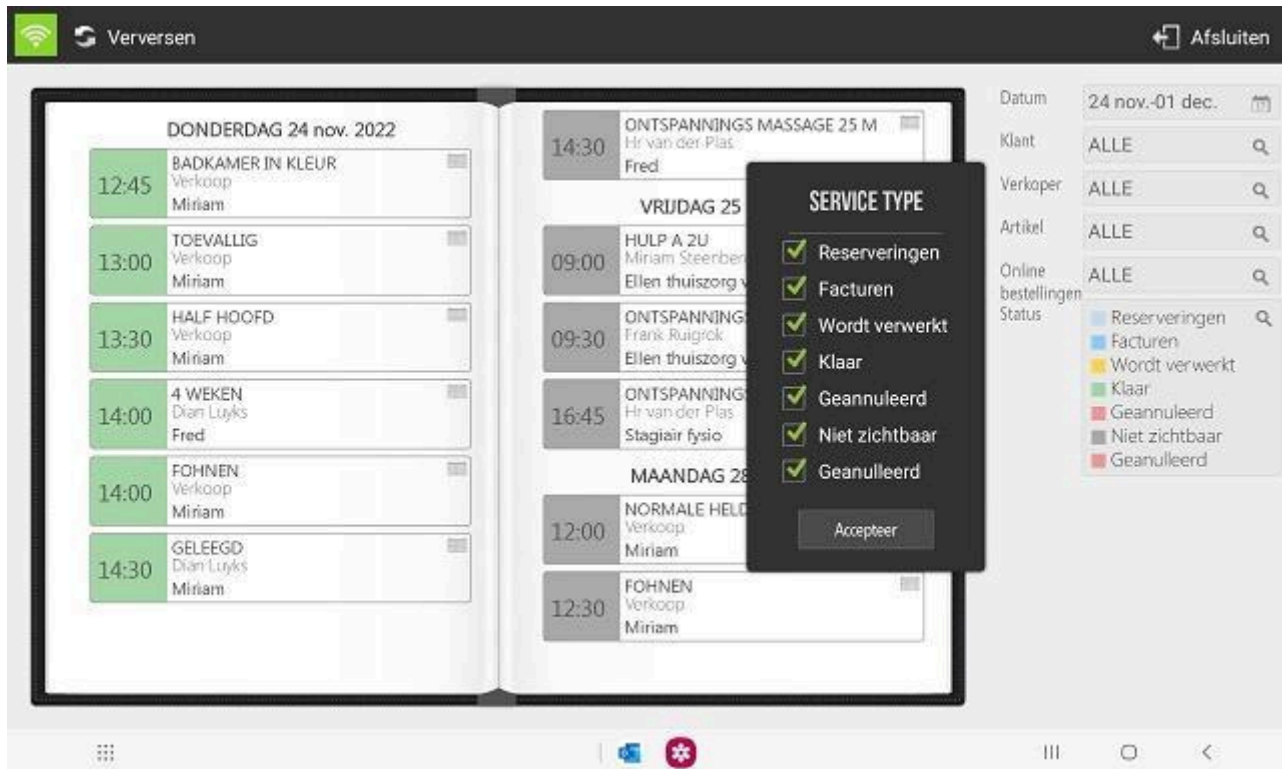 Verversen
Afsluiten
DONDERDAG 24 nov. 2022
12:45
BADKAMER IN KLEUR
Verkoop
Miriam
13:00
TOEVALLIG
Verkoop
Miriam
13:30
HALF HOOFD
Verkoop
Miriam
14:00
4 WEKEN
Dian Luyks
Fred
14:00
FOHNEN
Verkoop
Miriam
14:30
GELEEGD
Dian Luyks
Miriam
14:30
ONTSPANNINGS MASSAGE 25 M
Hr van der Plas
Fred
VRIJDAG 25
09:00
HULP A 2U
Miriam Steenber
Ellen thuiszorg v
09:30
ONTSPANNING
Frank Ruigrok
Ellen thuiszorg v
16:45
ONTSPANNING
Hr van der Plas
Stagiair fysio
MAANDAG 28
12:00
NORMALE HELD
Verkoop
Miriam
12:30
FOHNEN
Verkoop
Miriam
SERVICE TYPE
Reserveringen
Facturen
Wordt verwerkt
Klaar
Geannuleerd
Niet zichtbaar
Geanulleerd
Accepteer
Datum
24 nov.-01 dec.
Klant
ALLE
Verkoper
ALLE
Artikel
ALLE
Online
bestellingen
ALLE
Status
Reserveringen
Facturen
Wordt verwerkt
Klaar
Geannuleerd
Niet zichtbaar
Geanulleerd